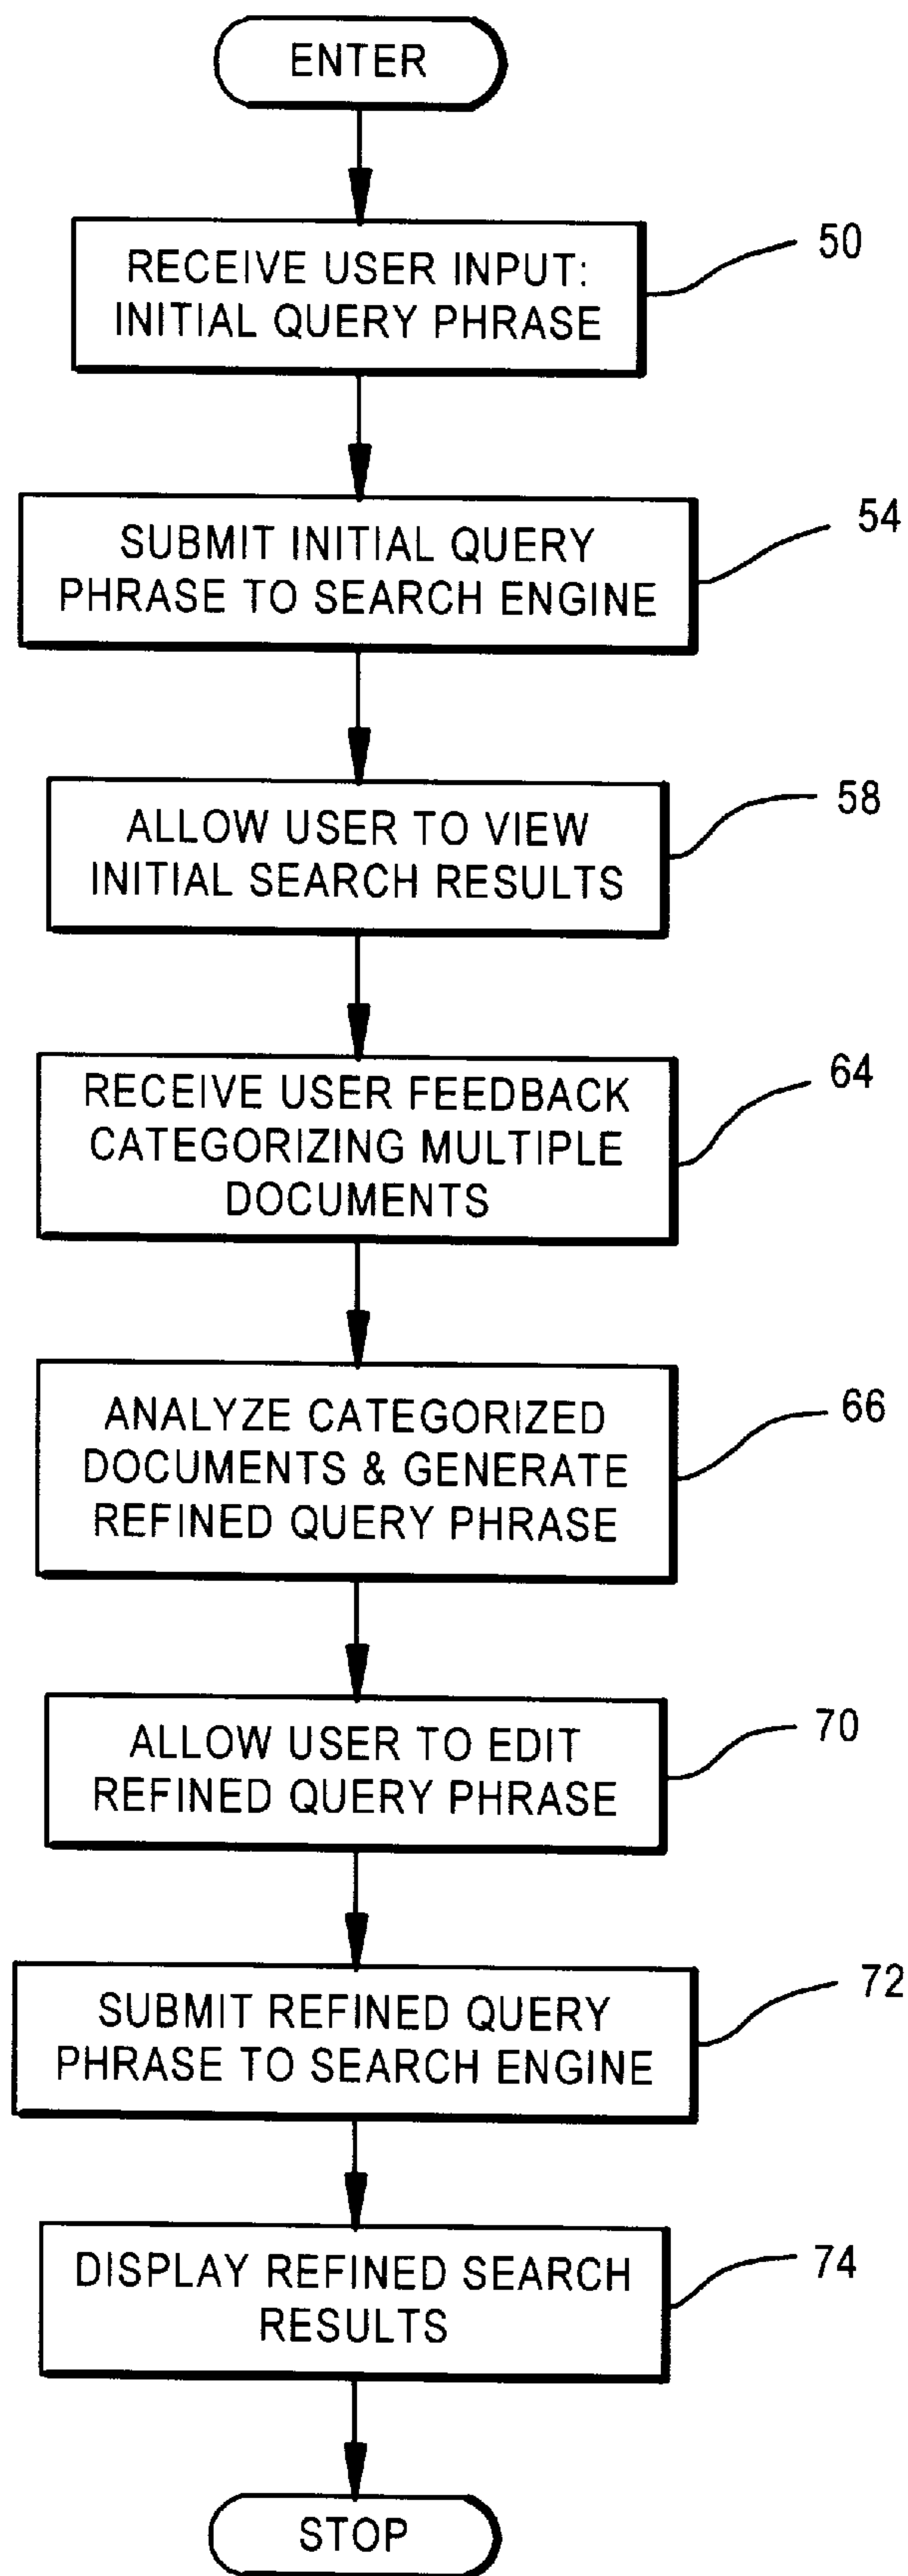 ENTER
RECEIVE USER INPUT:
INITIAL QUERY PHRASE
50
SUBMIT INITIAL QUERY
PHRASE TO SEARCH ENGINE
54
ALLOW USER TO VIEW
INITIAL SEARCH RESULTS
58
RECEIVE USER FEEDBACK
CATEGORIZING MULTIPLE
DOCUMENTS
64
ANALYZE CATEGORIZED
DOCUMENTS & GENERATE
REFINED QUERY PHRASE
66
ALLOW USER TO EDIT
REFINED QUERY PHRASE
70
SUBMIT REFINED QUERY
PHRASE TO SEARCH ENGINE
72
DISPLAY REFINED SEARCH
RESULTS
74
STOP